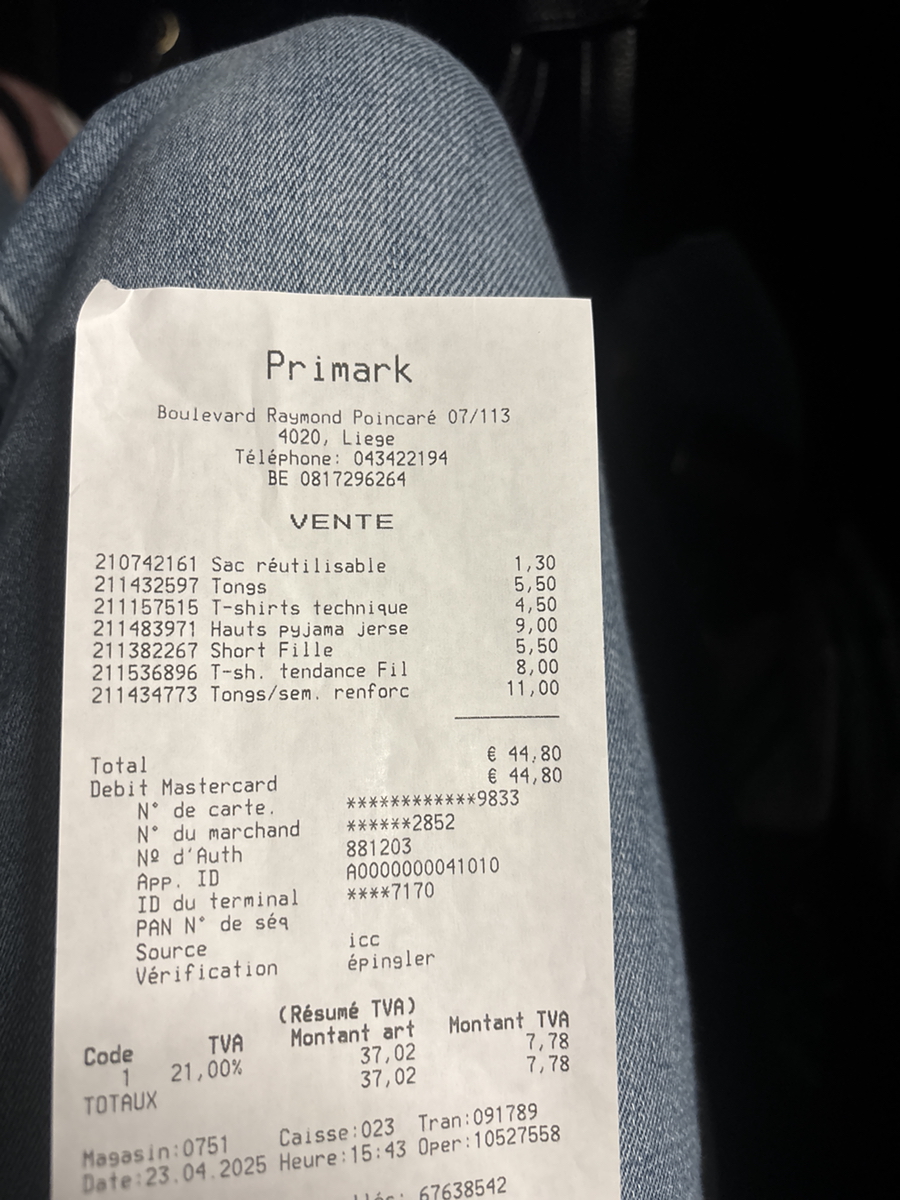 Primark
Boulevard Raymond Poincaré 07/113
4020, Liege
Téléphone: 043422194
BE 0817296264
VENTE
210742161 Sac réutilisable 1,30
211432597 Tongs 5,50
211157515 T-shirts technique 4,50
211483971 Hauts pyjama jerse 9,00
211382267 Short Fille 5,50
211536896 T-sh. tendance Fil 8,00
211434773 Tongs/sem. renforc 11,00
Total € 44,80
Debit Mastercard € 44,80
N° de carte. ************9833
N° du marchand ******2852
Nº d'Auth 881203
App. ID A0000000041010
ID du terminal ****7170
PAN N° de séq
Source icc
Vérification épingler
(Résumé TVA)
Code TVA Montant art Montant TVA
1 21,00% 37,02 7,78
TOTAUX 37,02 7,78
Magasin:0751 Caisse:023 Tran:091789
Date:23.04.2025 Heure:15:43 Oper:10527558
67638542